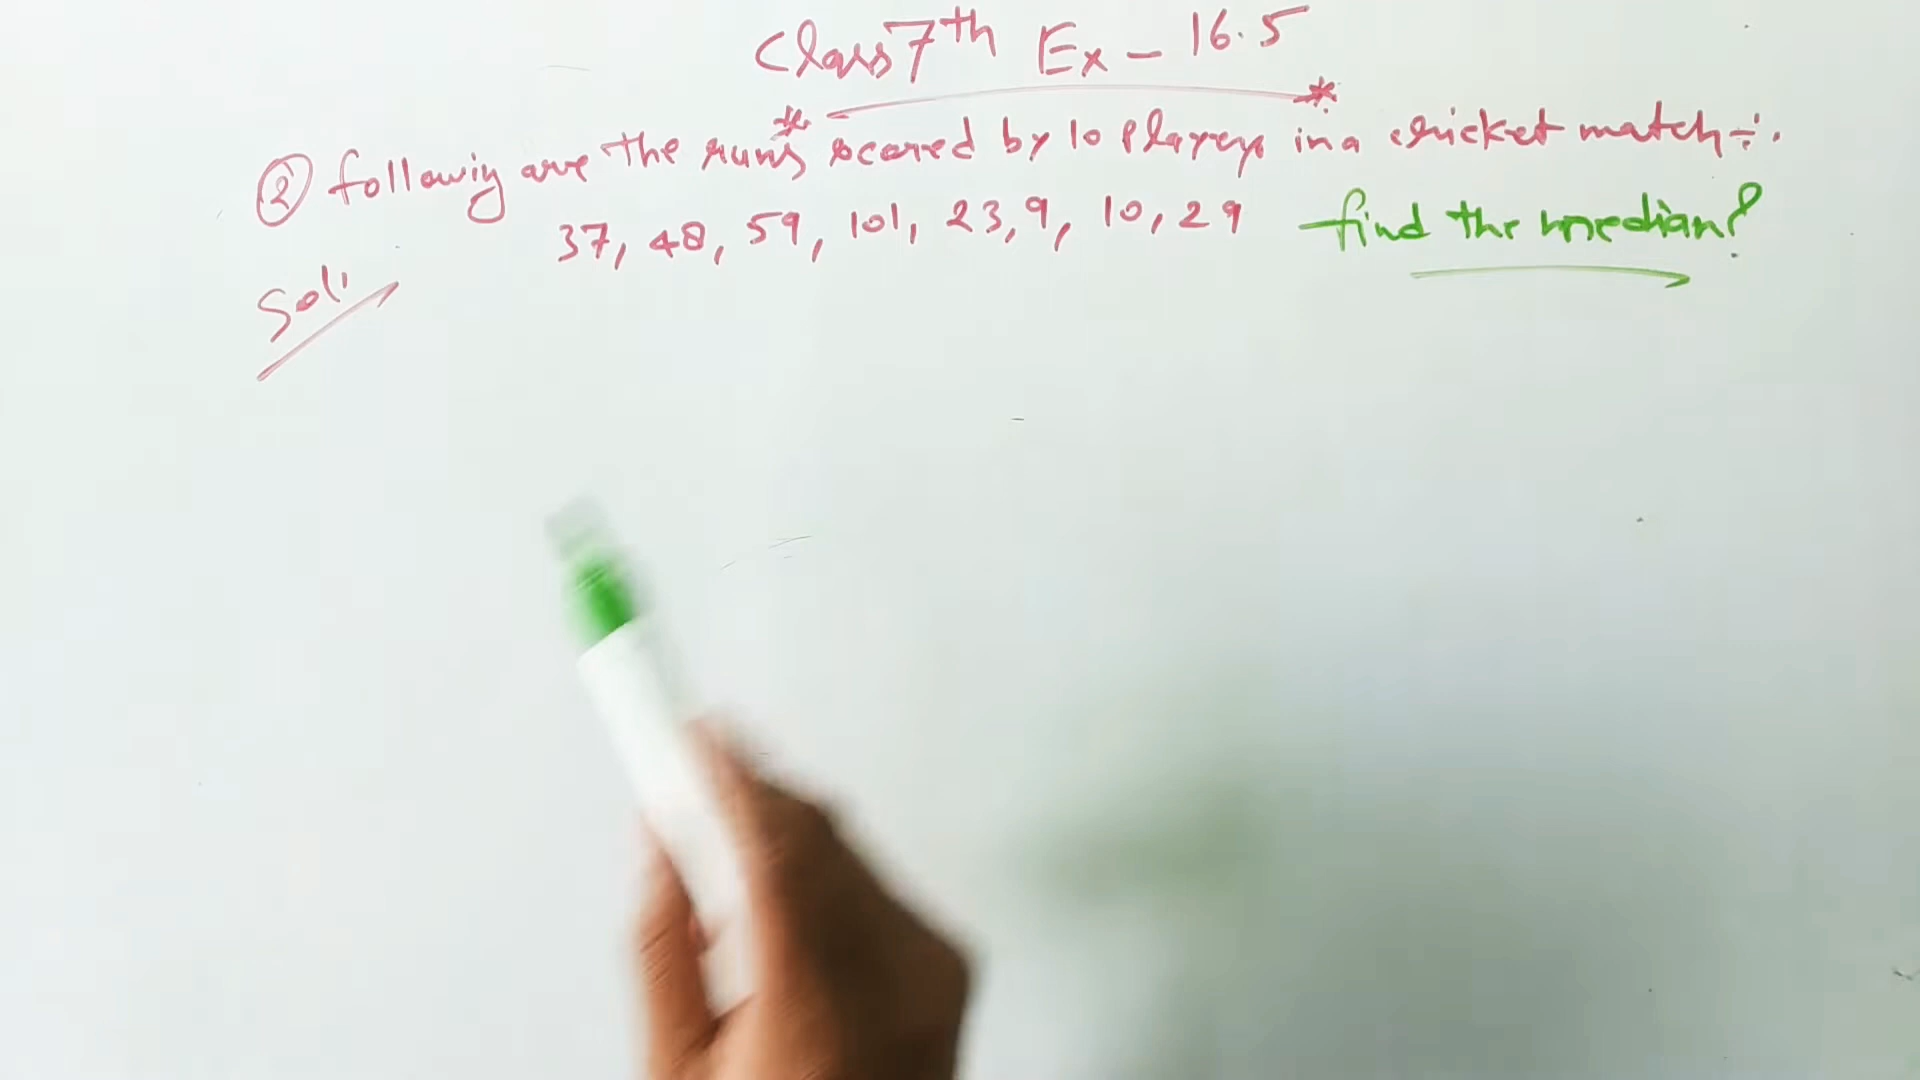 Class 7th Ex - 16.5
② following are the runs scored by 10 Players in a cricket match ÷.
37, 48, 59, 101, 23, 9, 10, 29 find the median?
Sol.